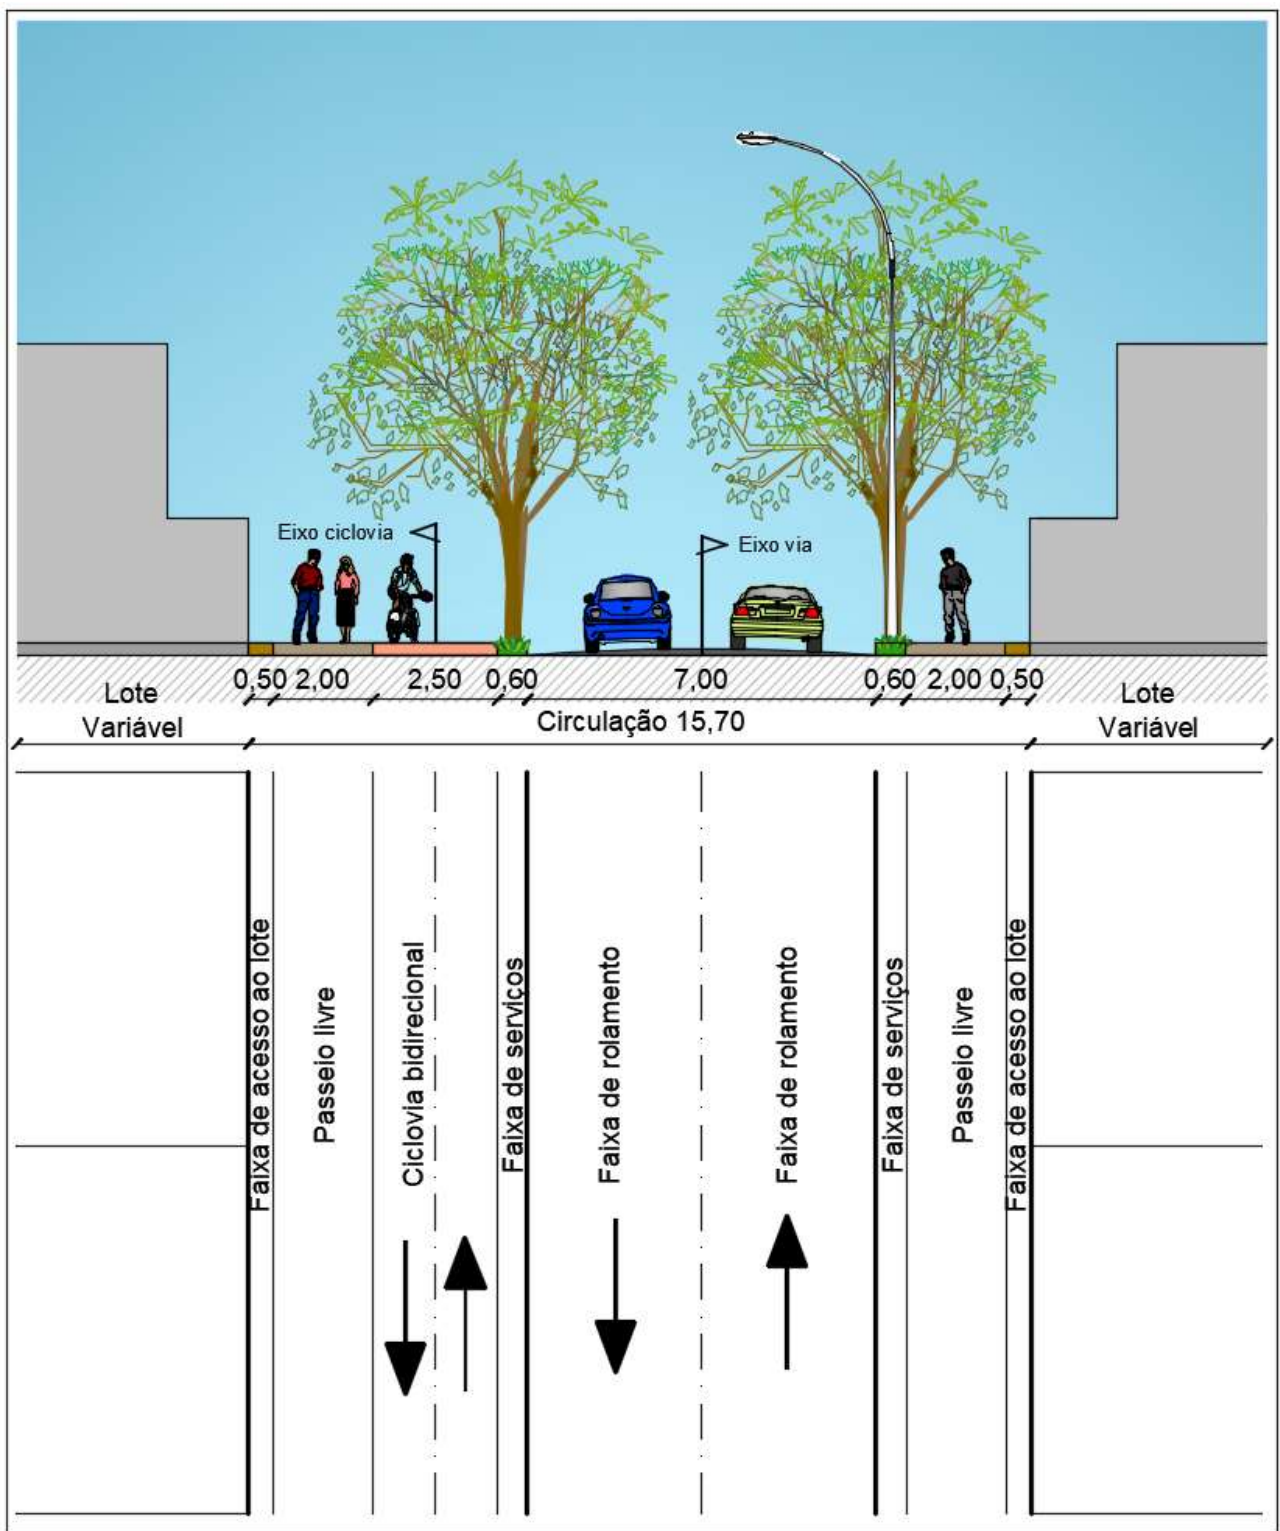 Eixo ciclovia
Eixo via
0,50 2,00 2,50 0,60 7,00 0,60 2,00 0,50
Lote
Variável
Circulação 15,70
Lote
Variável
Faixa de acesso ao lote
Passeio livre
Ciclovia bidirecional
Faixa de serviços
Faixa de rolamento
Faixa de rolamento
Faixa de serviços
Passeio livre
Faixa de acesso ao lote